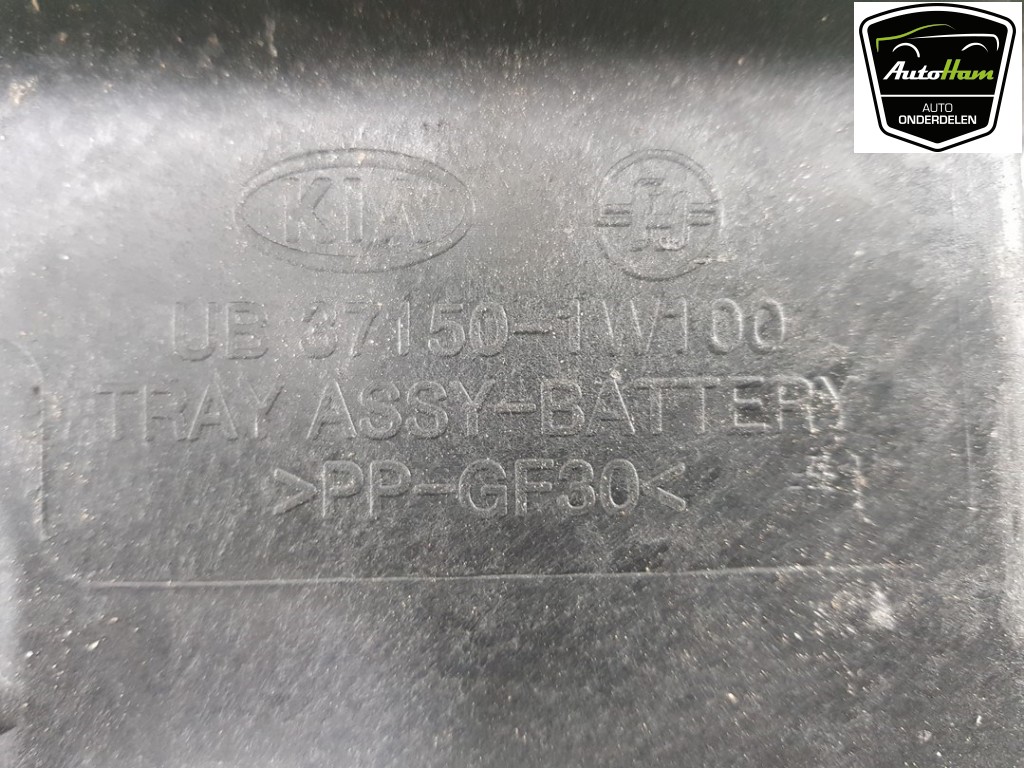 AutoHam
AUTO
ONDERDELEN
KIA
UB 37150-1W100
TRAY ASSY-BATTERY
>PP-GF30<